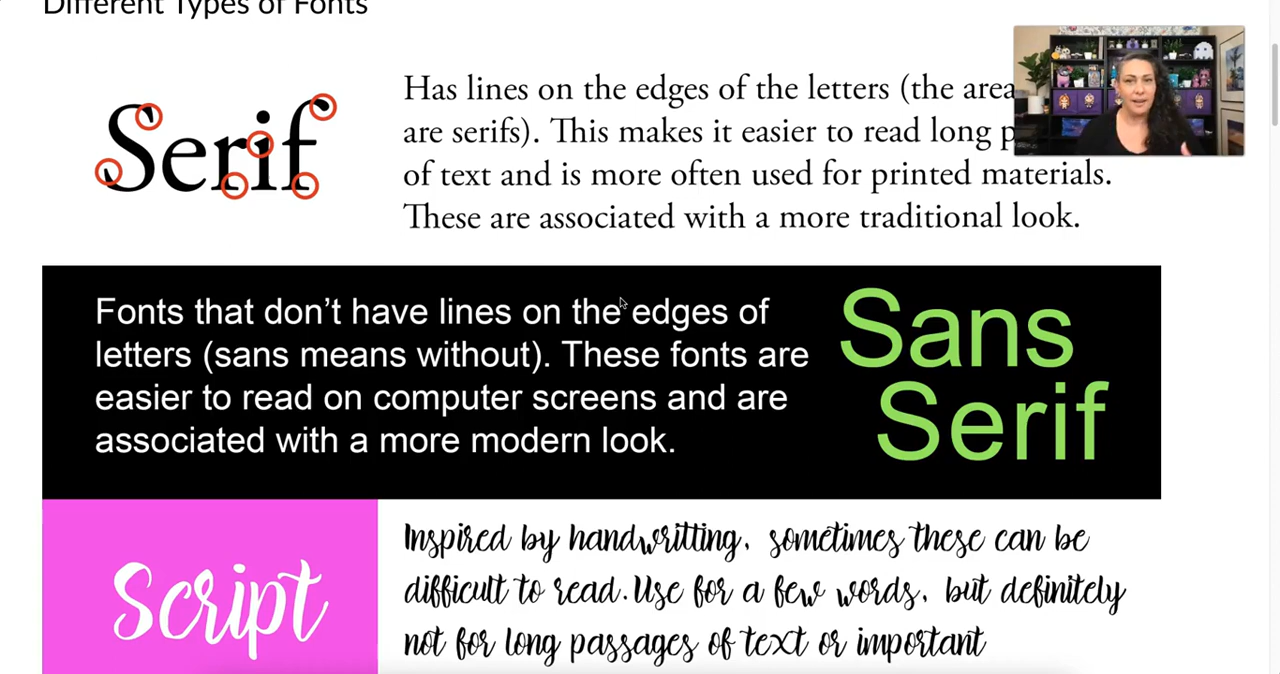 Different Types of Fonts
Serif
Has lines on the edges of the letters (the area
are serifs). This makes it easier to read long p
of text and is more often used for printed materials.
These are associated with a more traditional look.
Fonts that don't have lines on the edges of
letters (sans means without). These fonts are
easier to read on computer screens and are
associated with a more modern look.
Sans
Serif
Script
Inspired by handwritting, sometimes these can be
difficult to read. Use for a few words, but definitely
not for long passages of text or important